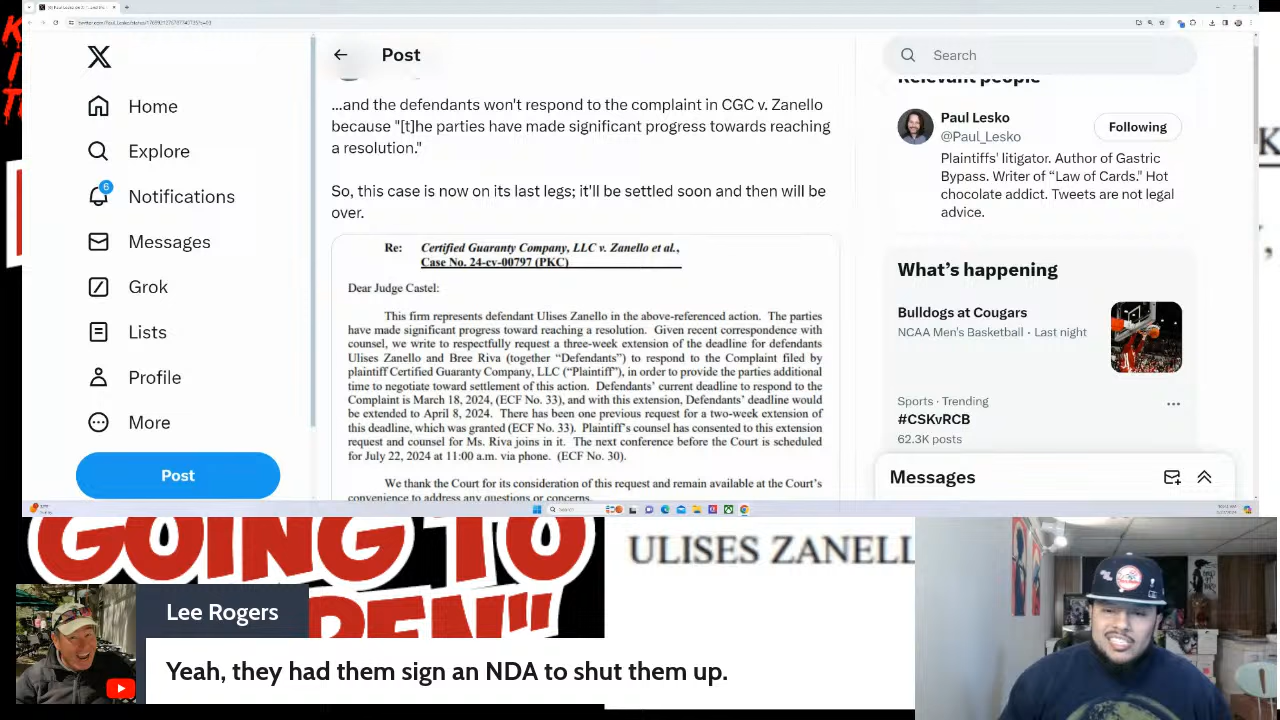 Post
Home
Explore
6
Notifications
Messages
Grok
Lists
Profile
More
Post
...and the defendants won't respond to the complaint in CGC v. Zanello
because "[t]he parties have made significant progress towards reaching
a resolution."
So, this case is now on its last legs; it'll be settled soon and then will be
over.
Re: Certified Guaranty Company, LLC v. Zanello et al.,
Case No. 24-cv-00797 (PKC)
Dear Judge Castel:
This firm represents defendant Ulises Zanello in the above-referenced action. The parties
have made significant progress toward reaching a resolution. Given recent correspondence with
counsel, we write to respectfully request a three-week extension of the deadline for defendants
Ulises Zanello and Bree Riva (together “Defendants”) to respond to the Complaint filed by
plaintiff Certified Guaranty Company, LLC (“Plaintiff”), in order to provide the parties additional
time to negotiate toward settlement of this action. Defendants’ current deadline to respond to the
Complaint is March 18, 2024, (ECF No. 33), and with this extension, Defendants’ deadline would
be extended to April 8, 2024. There has been one previous request for a two-week extension of
this deadline, which was granted (ECF No. 33). Plaintiff’s counsel has consented to this extension
request and counsel for Ms. Riva joins in it. The next conference before the Court is scheduled
for July 22, 2024 at 11:00 a.m. via phone. (ECF No. 30).
We thank the Court for its consideration of this request and remain available at the Court’s
convenience to address any questions or concerns.
Search
Relevant people
Paul Lesko
@Paul_Lesko
Following
Plaintiffs' litigator. Author of Gastric
Bypass. Writer of "Law of Cards." Hot
chocolate addict. Tweets are not legal
advice.
What’s happening
Bulldogs at Cougars
NCAA Men's Basketball · Last night
Sports · Trending
#CSKvRCB
62.3K posts
Messages
GOING TO
ULISES ZANELL
Lee Rogers
Yeah, they had them sign an NDA to shut them up.